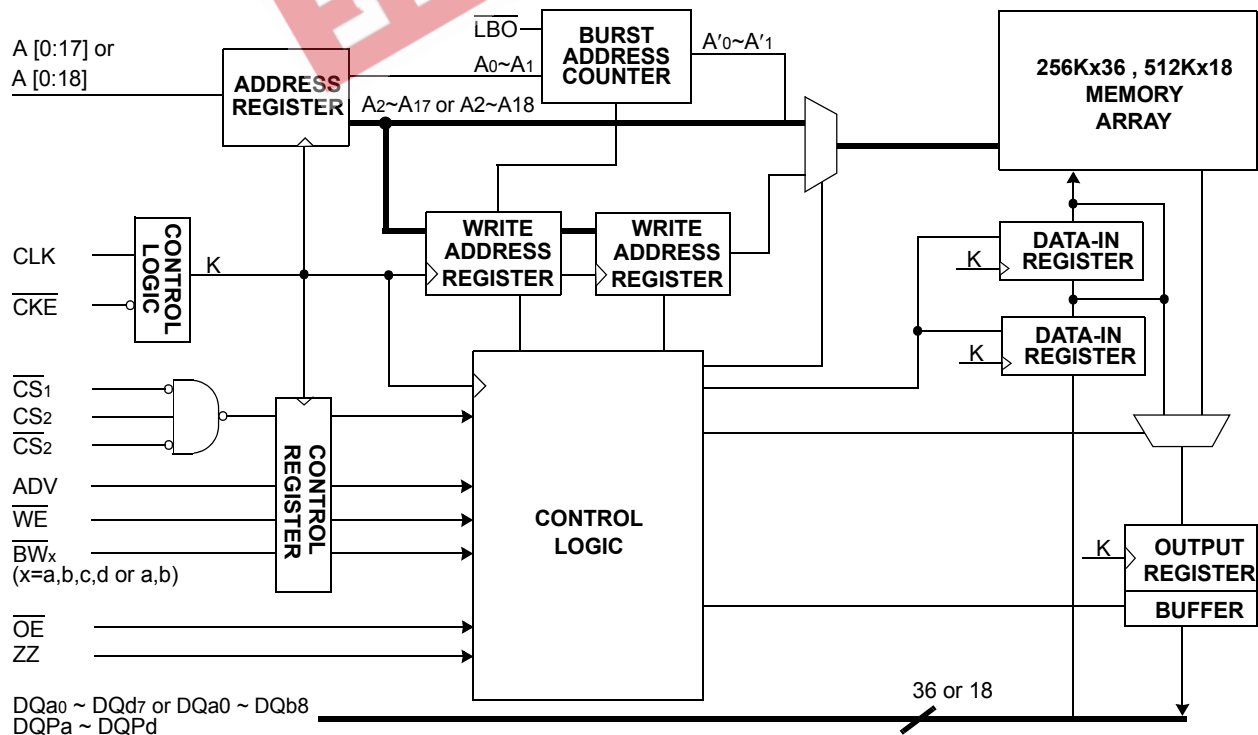 A [0:17] or
A [0:18]
ADDRESS
REGISTER
LBO
A0~A1
BURST
ADDRESS
COUNTER
A'0~A'1
A2~A17 or A2~A18
256Kx36 , 512Kx18
MEMORY
ARRAY
WRITE
ADDRESS
REGISTER
WRITE
ADDRESS
REGISTER
CLK
CKE
CONTROL
LOGIC
K
K
DATA-IN
REGISTER
K
DATA-IN
REGISTER
CS1
CS2
CS2
ADV
WE
BWx
(x=a,b,c,d or a,b)
CONTROL
REGISTER
CONTROL
LOGIC
K
OUTPUT
REGISTER
BUFFER
OE
ZZ
DQa0 ~ DQd7 or DQa0 ~ DQb8
DQPa ~ DQPd
36 or 18